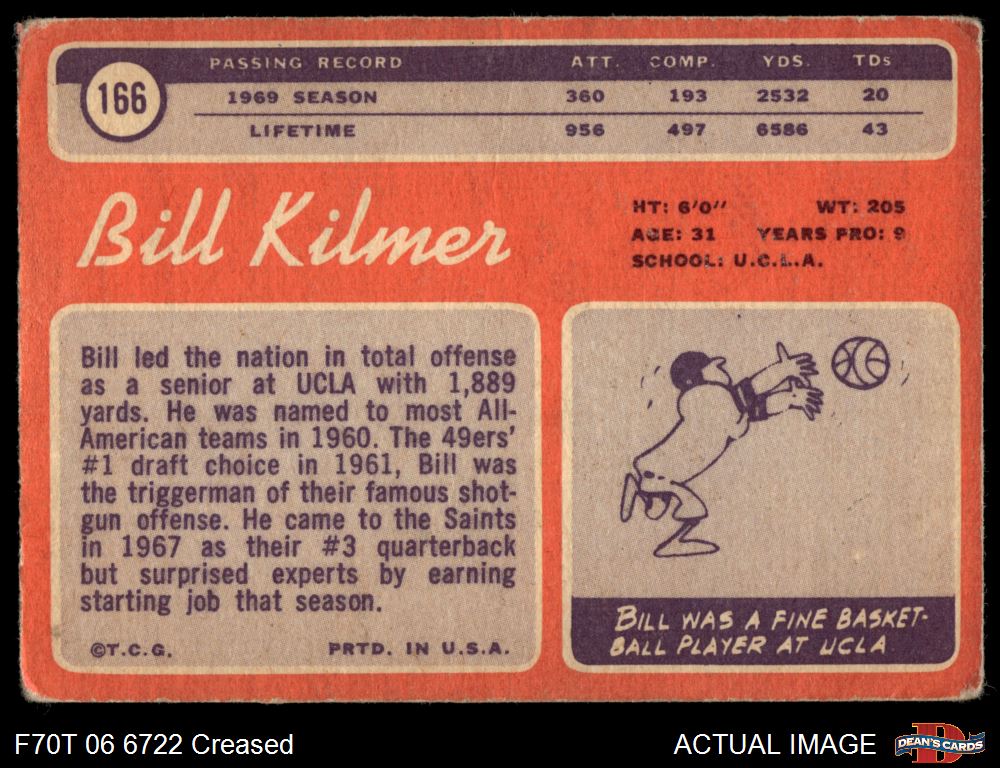 166
PASSING RECORD ATT. COMP. YDS. TDs
1969 SEASON 360 193 2532 20
LIFETIME 956 497 6586 43
Bill Kilmer
HT: 6'0" WT: 205
AGE: 31 YEARS PRO: 9
SCHOOL: U.C.L.A.
Bill led the nation in total offense
as a senior at UCLA with 1,889
yards. He was named to most All-
American teams in 1960. The 49ers'
#1 draft choice in 1961, Bill was
the triggerman of their famous shot-
gun offense. He came to the Saints
in 1967 as their #3 quarterback
but surprised experts by earning
starting job that season.
©T.C.G. PRTD. IN U.S.A.
BILL WAS A FINE BASKET-
BALL PLAYER AT UCLA
F70T 06 6722 Creased
ACTUAL IMAGE
D
DEAN'S CARDS